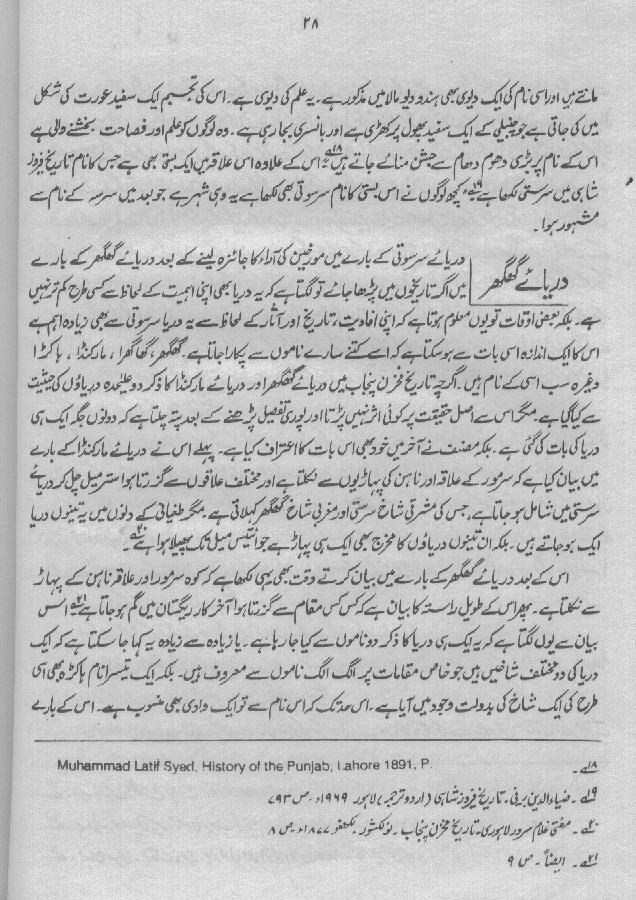 ۲۸
مانتے ہیں اور اسی نام کی ایک دیوی بھی ہندو دیو مالا میں مذکور ہے۔ یہ علم کی دیوی ہے۔ اس کی تجسیم ایک سفید عورت کی شکل
میں کی جاتی ہے جو چنبیلی کے ایک سفید پھول پر کھڑی ہے اور بانسری بجا رہی ہے۔ وہ لوگوں کو علم اور فصاحت بخشنے والی ہے
اس کے نام پر بڑی دھوم دھام سے جشن منائے جاتے ہیں۱۸؎ اس کے علاوہ اس علاقہ میں ایک بستی بھی ہے جس کا نام تاریخ فیروز
شاہی میں سرستی لکھا ہے۱۹؎ کچھ لوگوں نے اس بستی کا نام سرسوتی بھی لکھا ہے یہ وہی شہر ہے جو بعد میں سرسہ کے نام سے
مشہور ہوا۔
دریائے گھگھر
دریائے سرسوتی کے بارے میں مورخین کی آراء کا جائزہ لینے کے بعد دریائے گھگھر کے بارے
میں اگر تاریخوں میں پڑھا جائے تو لگتا ہے کہ یہ دریا بھی اپنی اہمیت کے لحاظ سے کسی طرح کم تر نہیں
ہے۔ بلکہ بعض اوقات تو یوں معلوم ہوتا ہے کہ اپنی افادیت، تاریخ اور آثار کے لحاظ سے یہ دریا سرسوتی سے بھی زیادہ اہم ہے
اس کا ایک اندازہ اسی بات سے ہو سکتا ہے کہ اسے کتنے سارے ناموں سے پکارا جاتا ہے۔ گھگھر، گھاگھرا، مارکنڈا، ہاکڑا
وغیرہ سب اسی کے نام ہیں۔ اگرچہ تاریخ مخزن پنجاب میں دریائے گھگھر اور دریائے مارکنڈا کا ذکر دو علیٰحدہ دریاؤں کی حیثیت
سے کیا گیا ہے۔ مگر اس سے اصل حقیقت پر کوئی اثر نہیں پڑتا اور پوری تفصیل پڑھنے کے بعد پتہ چلتا ہے کہ دونوں جگہ ایک ہی
دریا کی بات کی گئی ہے۔ بلکہ مصنف نے آخر میں خود بھی اس بات کا اعتراف کیا ہے۔ پہلے اس نے دریائے مارکنڈا کے بارے
میں بیان کیا ہے کہ سرمور کے علاقہ اور ناہن کی پہاڑیوں سے نکلتا ہے اور مختلف علاقوں سے گزرتا ہوا ستر میل چل کر دریائے
سرستی میں شامل ہو جاتا ہے، جس کی مشرقی شاخ سرستی اور مغربی شاخ گھگھر کہلاتی ہے۔ مگر طغیانی کے دنوں میں یہ تینوں دریا
ایک ہو جاتے ہیں۔ بلکہ ان تینوں دریاؤں کا مخرج بھی ایک ہی پہاڑ ہے جو انتیس میل تک پھیلا ہوا ہے۲۰؎۔
اس کے بعد دریائے گھگھر کے بارے میں بیان کرتے وقت بھی یہی لکھا ہے کہ کوہ سرمور اور علاقہ ناہن کے پہاڑ
سے نکلتا ہے۔ پھر اس کے طویل راستہ کا بیان ہے کہ کس کس مقام سے گزرتا ہوا آخر کار ریگستان میں گم ہو جاتا ہے۲۱؎ اس
بیان سے یوں لگتا ہے کہ یہ ایک ہی دریا کا ذکر دو ناموں سے کیا جا رہا ہے۔ یا زیادہ سے زیادہ یہ کہا جا سکتا ہے کہ ایک
دریا کی دو مختلف شاخیں ہیں جو خاص مقامات پر الگ الگ ناموں سے معروف ہیں۔ بلکہ ایک تیسرا نام ہاکڑہ بھی اسی
طرح کی ایک شاخ کی بدولت وجود میں آیا ہے۔ اس حد تک کہ اس نام سے تو ایک وادی بھی منسوب ہے۔ اس کے بارے
۱۸؎۔ Muhammad Latif Syed, History of the Punjab, Lahore 1891, P.
۱۹؎۔ ضیاء الدین برنی۔ تاریخ فیروز شاہی (اردو ترجمہ) لاہور ۱۹۶۹ء۔ ص ۷۹۳
۲۰؎۔ مفتی غلام سرور لاہوری۔ تاریخ مخزن پنجاب۔ نولکشور۔ لکھنؤ ۱۸۷۷ء۔ ص ۸
۲۱؎۔ ایضاً۔ ص ۹